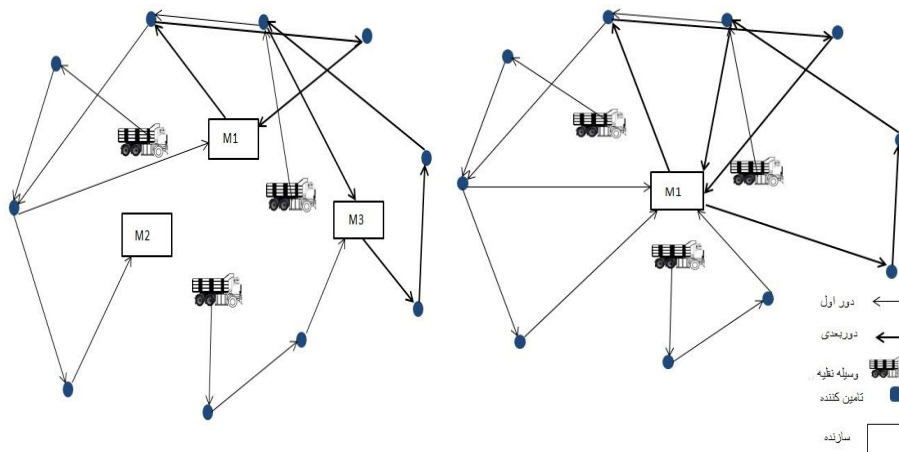 M1
M2
M3
M1
دور اول
دوربعدی
وسیله نقلیه
تامین کننده
سازنده